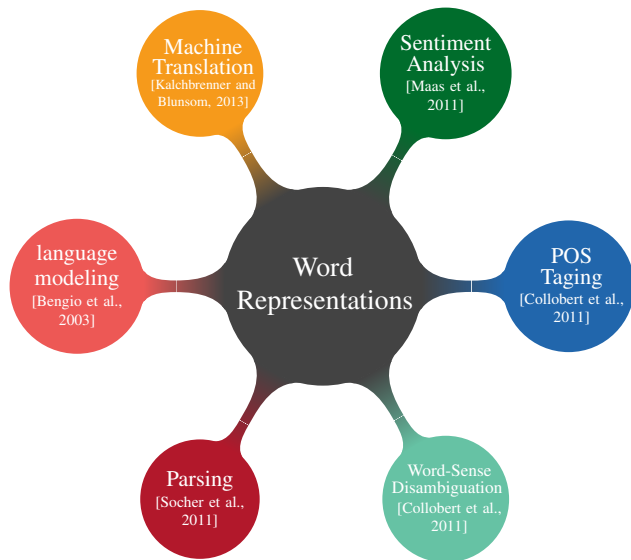 Machine
Translation
[Kalchbrenner and
Blunsom, 2013]
Sentiment
Analysis
[Maas et al.,
2011]
language
modeling
[Bengio et al.,
2003]
Word
Representations
POS
Taging
[Collobert et al.,
2011]
Parsing
[Socher et al.,
2011]
Word-Sense
Disambiguation
[Collobert et al.,
2011]